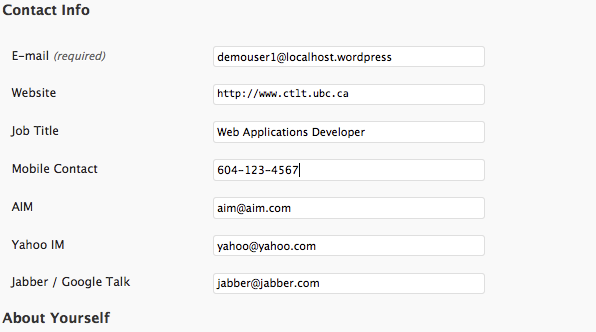 Contact Info
E-mail (required) demouser1@localhost.wordpress
Website http://www.ctlt.ubc.ca
Job Title Web Applications Developer
Mobile Contact 604-123-4567
AIM aim@aim.com
Yahoo IM yahoo@yahoo.com
Jabber / Google Talk jabber@jabber.com
About Yourself